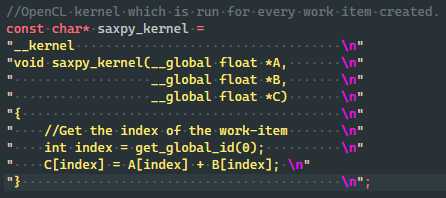 //OpenCL kernel which is run for every work item created.
const char* saxpy_kernel =
"__kernel                                   \n"
"void saxpy_kernel(__global float *A,       \n"
"                  __global float *B,       \n"
"                  __global float *C)       \n"
"{                                          \n"
"    //Get the index of the work-item       \n"
"    int index = get_global_id(0);          \n"
"    C[index] = A[index] + B[index]; \n"
"}                                          \n";